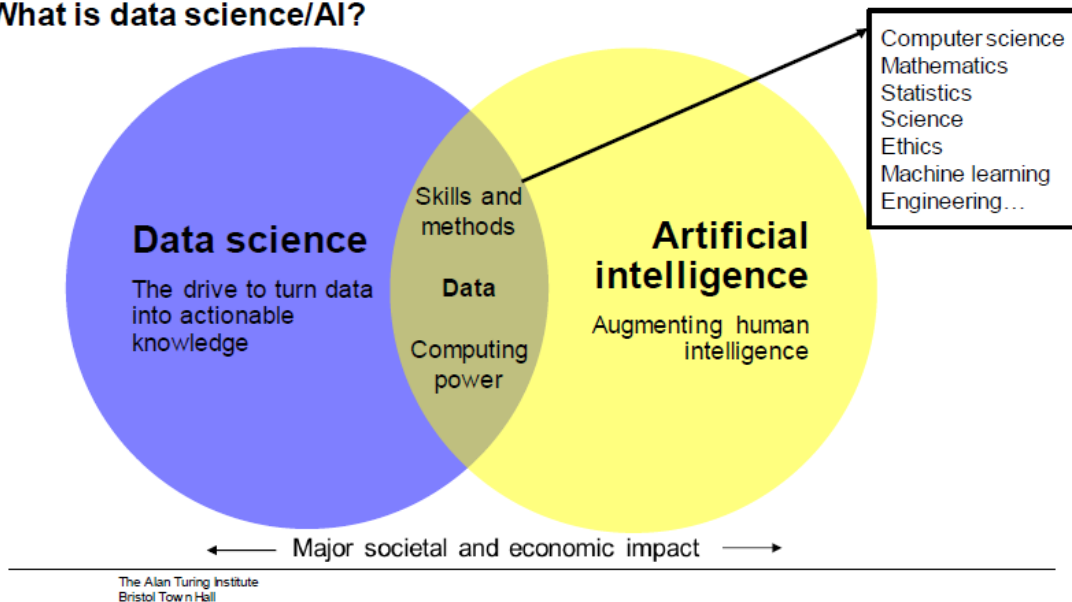 What is data science/AI?
Computer science
Mathematics
Statistics
Science
Ethics
Machine learning
Engineering…
Data science
The drive to turn data
into actionable
knowledge
Skills and
methods
Data
Computing
power
Artificial
intelligence
Augmenting human
intelligence
Major societal and economic impact
The Alan Turing Institute
Bristol Town Hall